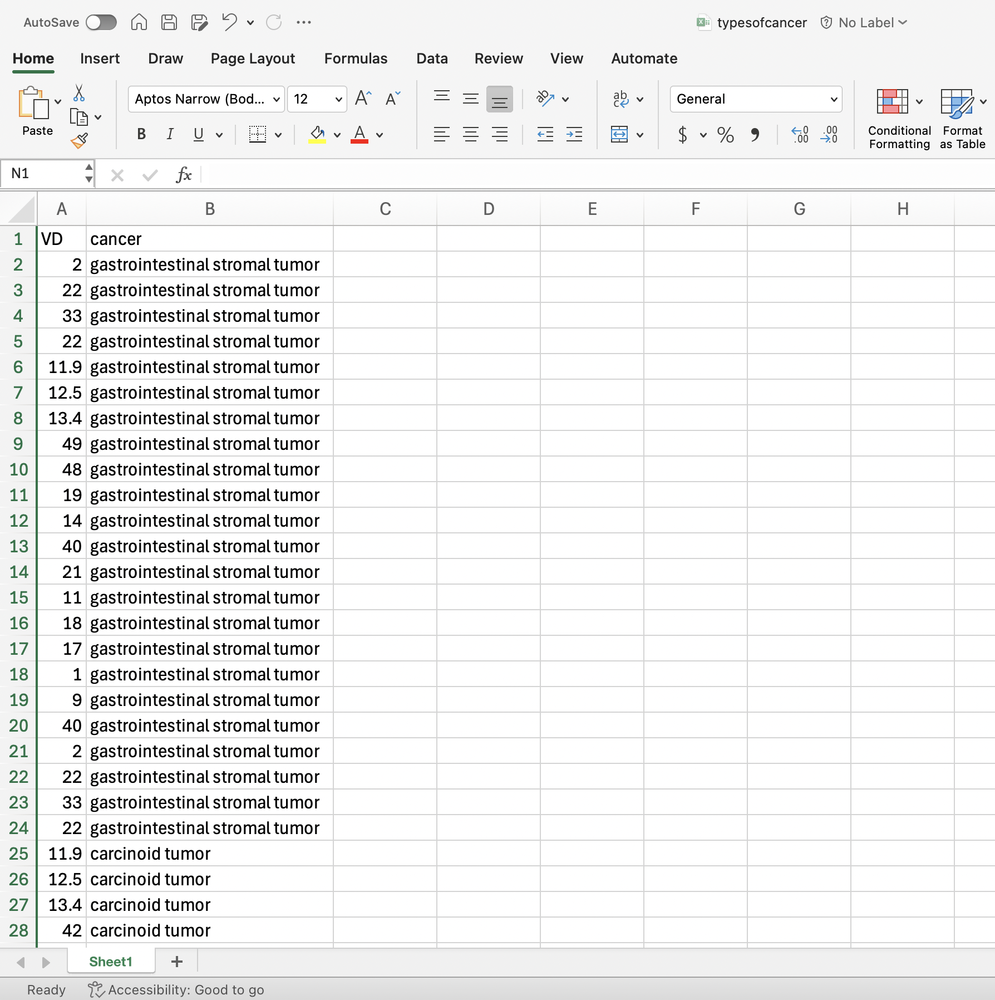 AutoSave typesofcancer No Label
Home Insert Draw Page Layout Formulas Data Review View Automate
Paste Aptos Narrow (Bod... 12 A A ab ab c General Conditional Formatting Format as Table
B I U A $ % , .0 .00 .00 .0
N1 fx
A B C D E F G H
1 VD cancer
2 2 gastrointestinal stromal tumor
3 22 gastrointestinal stromal tumor
4 33 gastrointestinal stromal tumor
5 22 gastrointestinal stromal tumor
6 11.9 gastrointestinal stromal tumor
7 12.5 gastrointestinal stromal tumor
8 13.4 gastrointestinal stromal tumor
9 49 gastrointestinal stromal tumor
10 48 gastrointestinal stromal tumor
11 19 gastrointestinal stromal tumor
12 14 gastrointestinal stromal tumor
13 40 gastrointestinal stromal tumor
14 21 gastrointestinal stromal tumor
15 11 gastrointestinal stromal tumor
16 18 gastrointestinal stromal tumor
17 17 gastrointestinal stromal tumor
18 1 gastrointestinal stromal tumor
19 9 gastrointestinal stromal tumor
20 40 gastrointestinal stromal tumor
21 2 gastrointestinal stromal tumor
22 22 gastrointestinal stromal tumor
23 33 gastrointestinal stromal tumor
24 22 gastrointestinal stromal tumor
25 11.9 carcinoid tumor
26 12.5 carcinoid tumor
27 13.4 carcinoid tumor
28 42 carcinoid tumor
Sheet1 +
Ready Accessibility: Good to go